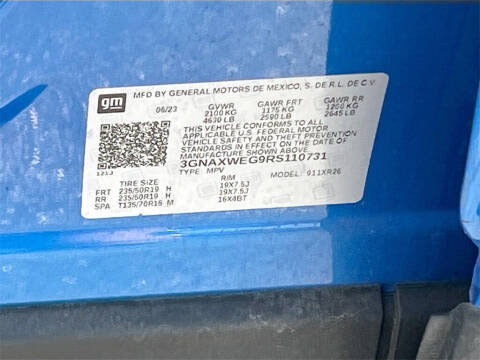 MFD BY GENERAL MOTORS DE MEXICO, S. DE R.L. DE C.V.
gm 06/23 GVWR GAWR FRT GAWR RR
2100 KG 1175 KG 1200 KG
4630 LB 2590 LB 2645 LB
THIS VEHICLE CONFORMS TO ALL
APPLICABLE U.S. FEDERAL MOTOR
VEHICLE SAFETY AND THEFT PREVENTION
STANDARDS IN EFFECT ON THE DATE OF
MANUFACTURE SHOWN ABOVE.
3GNAXWEG9RS110731
1213 TYPE: MPV MODEL: 911XR26
TIRE SIZE RIM
FRT 235/50R19 H 19X7.5J
RR 235/50R19 H 19X7.5J
SPA T135/70R16 M 16X4BT